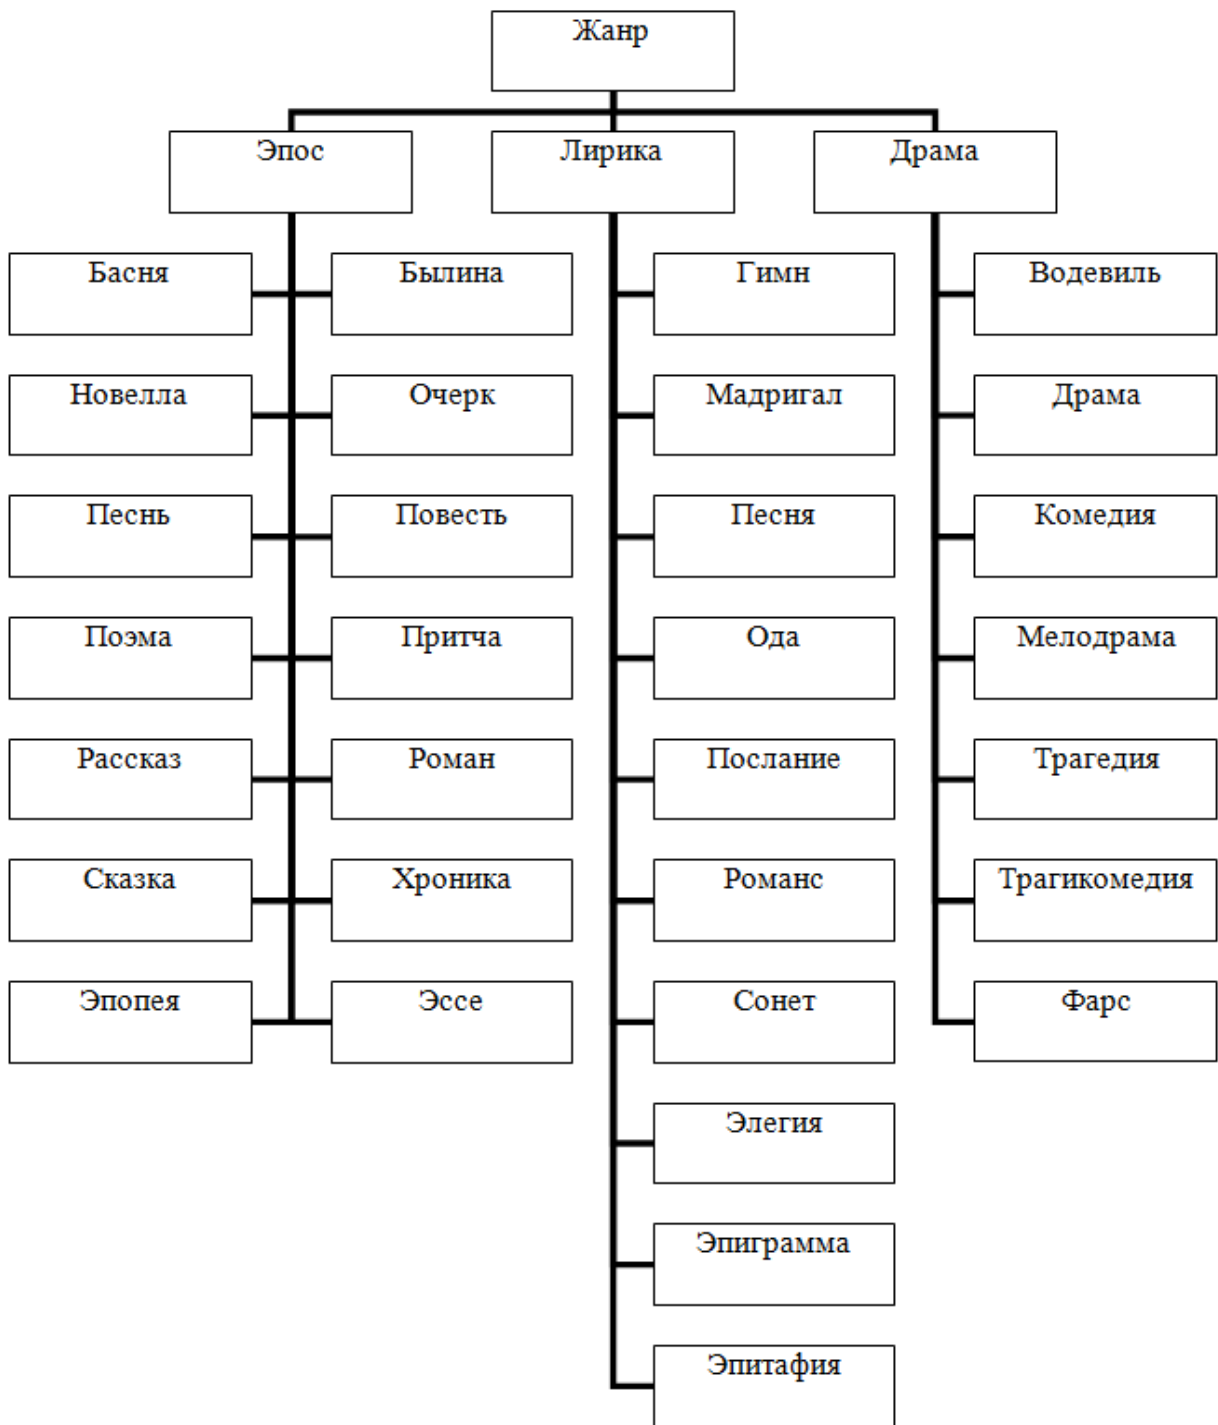 Жанр
Эпос
Лирика
Драма
Басня
Былина
Гимн
Водевиль
Новелла
Очерк
Мадригал
Драма
Песнь
Повесть
Песня
Комедия
Поэма
Притча
Ода
Мелодрама
Рассказ
Роман
Послание
Трагедия
Сказка
Хроника
Романс
Трагикомедия
Эпопея
Эссе
Сонет
Фарс
Элегия
Эпиграмма
Эпитафия